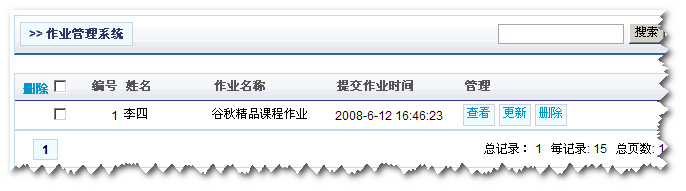 >> 作业管理系统 搜索
删除 编号 姓名 作业名称 提交作业时间 管理
1 李四 谷秋精品课程作业 2008-6-12 16:46:23 查看 更新 删除
1 总记录： 1 每记录: 15 总页数: 1